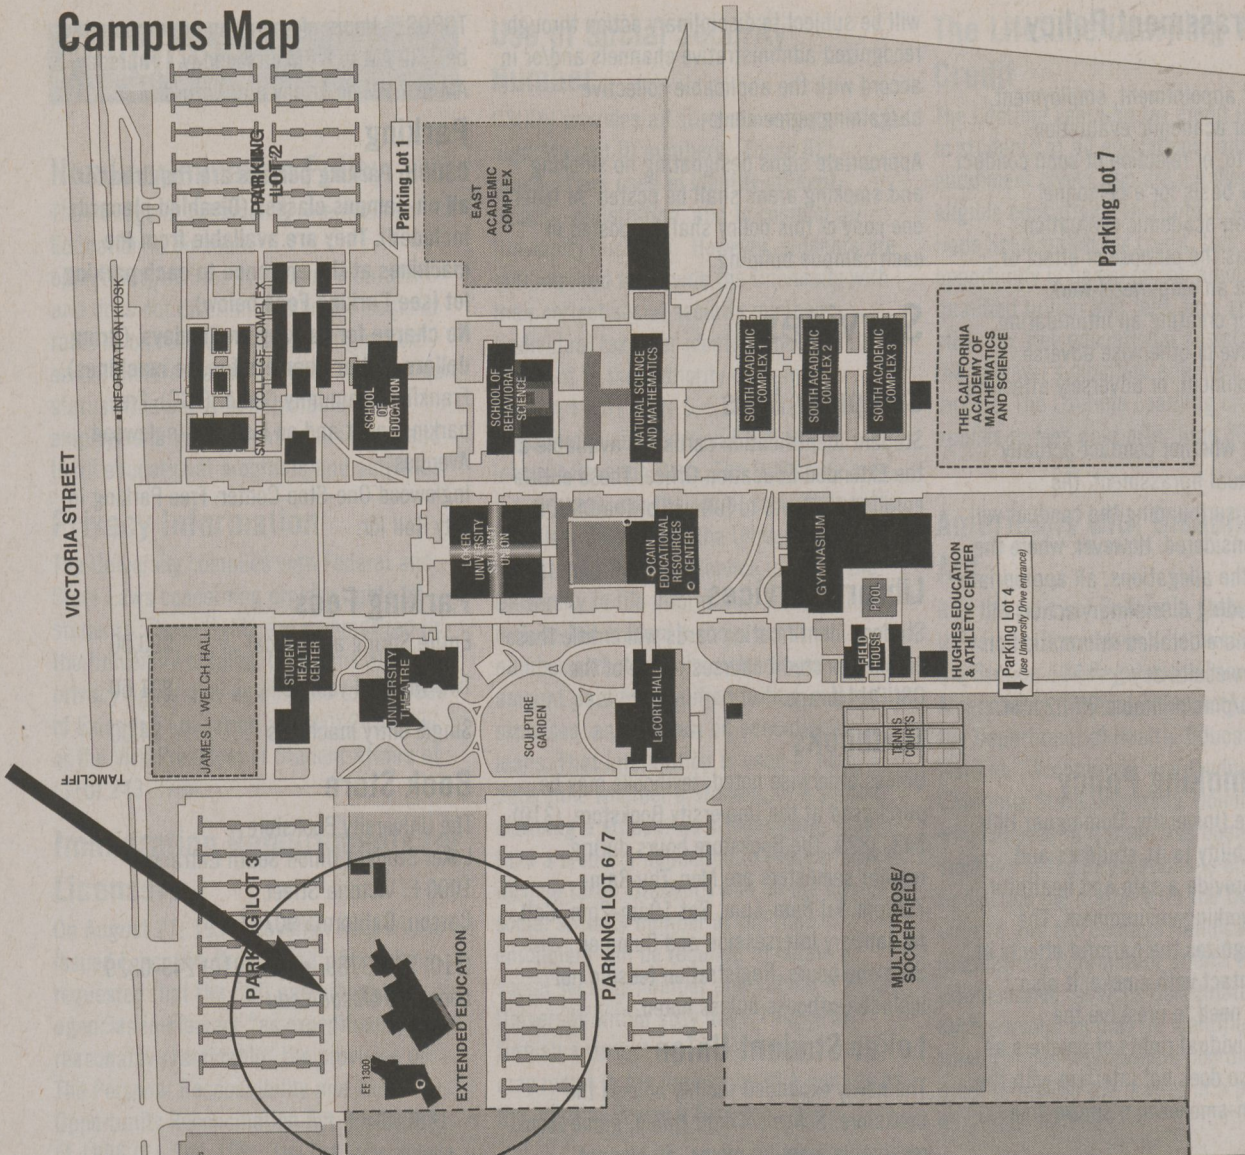 Campus Map
PARKING
LOT 2
Parking Lot 1
EAST
ACADEMIC
COMPLEX
Parking Lot 7
INFORMATION KIOSK
SMALL COLLEGE COMPLEX
SCHOOL
OF
EDUCATION
SCHOOL OF
BEHAVIORAL
SCIENCE
NATURAL SCIENCE
AND MATHEMATICS
SOUTH ACADEMIC
COMPLEX 1
SOUTH ACADEMIC
COMPLEX 2
SOUTH ACADEMIC
COMPLEX 3
THE CALIFORNIA
ACADEMY OF
MATHEMATICS
AND SCIENCE
VICTORIA STREET
LOKER
UNIVERSITY
STUDENT
UNION
CAIN
EDUCATIONAL
RESOURCES
CENTER
GYMNASIUM
POOL
FIELD
HOUSE
HUGHES EDUCATION
& ATHLETIC CENTER
Parking Lot 4
(use University Drive entrance)
JAMES L. WELCH HALL
STUDENT
HEALTH
CENTER
UNIVERSITY
THEATRE
SCULPTURE
GARDEN
LaCORTE HALL
TENNIS
COURTS
TAMCLIFF
PARKING LOT 3
EE 1300
EXTENDED EDUCATION
PARKING LOT 6/7
MULTIPURPOSE/
SOCCER FIELD